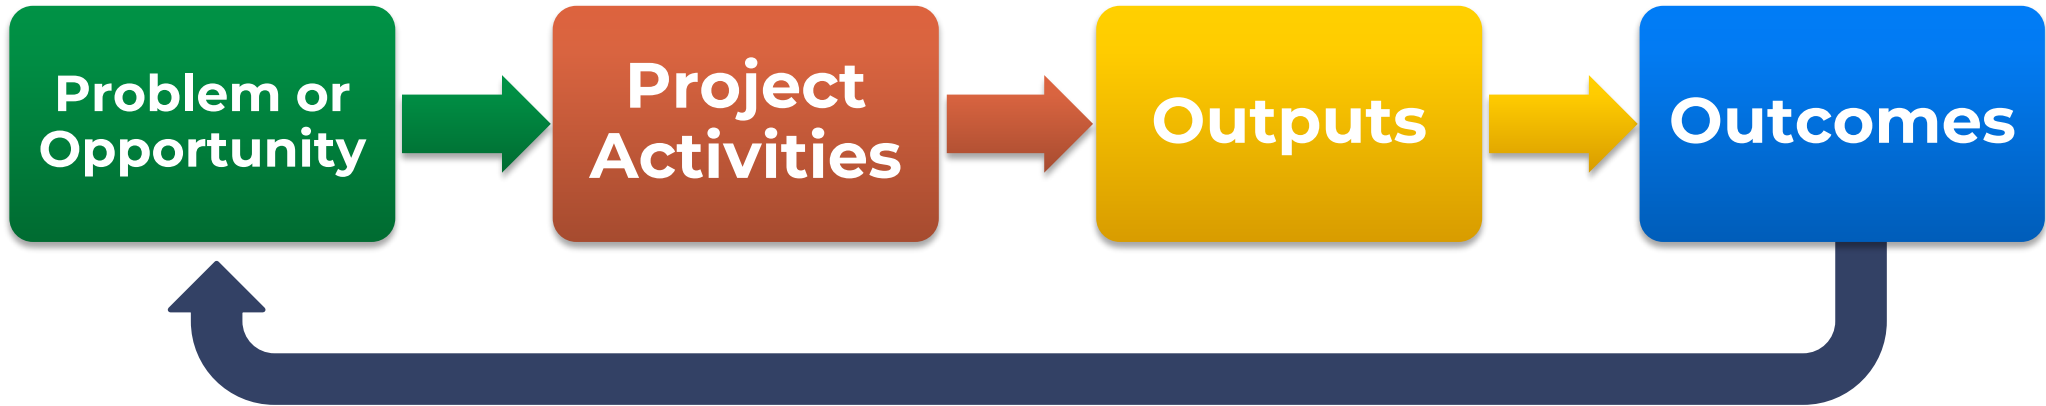 Problem or
Opportunity
Project
Activities
Outputs
Outcomes